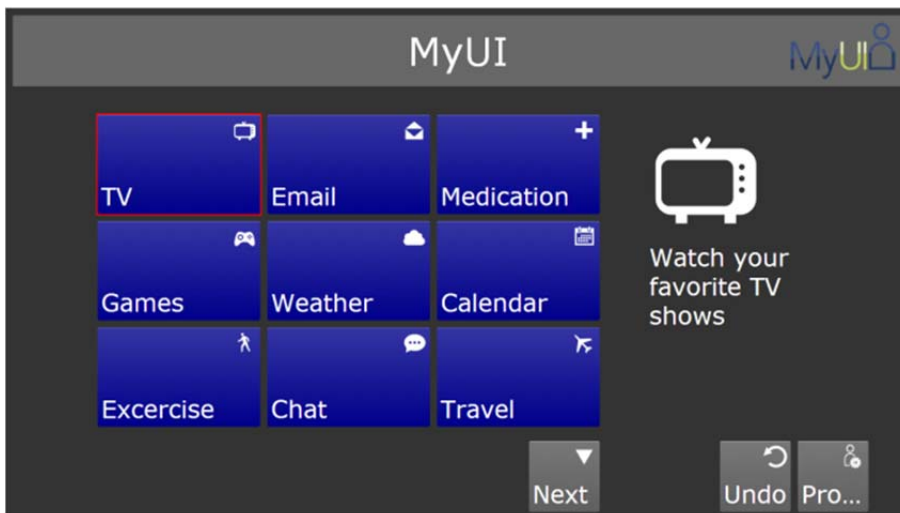 MyUI
MyUI
TV
Email
Medication
Games
Weather
Calendar
Excercise
Chat
Travel
Watch your
favorite TV
shows
Next
Undo
Pro...